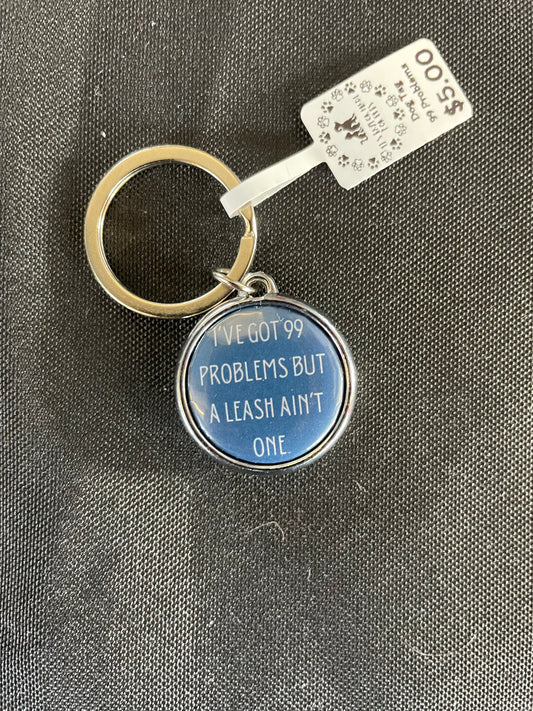 I'VE GOT 99
PROBLEMS BUT
A LEASH AIN'T
ONE.
Dog Tag
99 Problems
$5.00